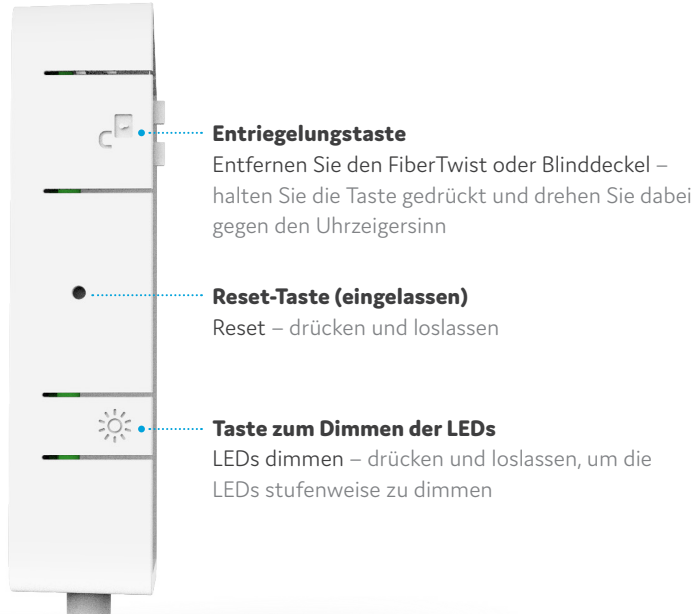 Entriegelungstaste
Entfernen Sie den FiberTwist oder Blinddeckel –
halten Sie die Taste gedrückt und drehen Sie dabei
gegen den Uhrzeigersinn
Reset-Taste (eingelassen)
Reset – drücken und loslassen
Taste zum Dimmen der LEDs
LEDs dimmen – drücken und loslassen, um die
LEDs stufenweise zu dimmen